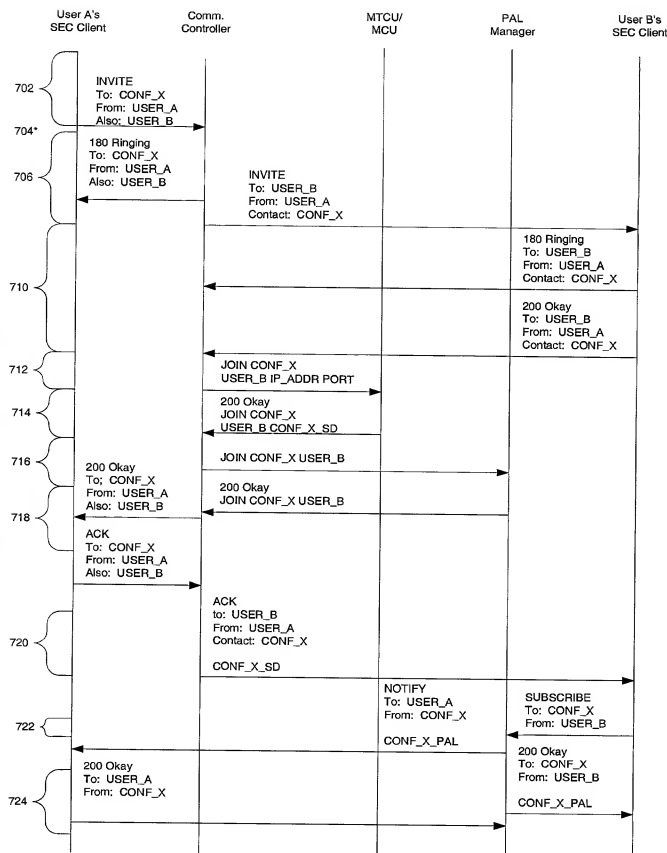 User A's
SEC Client
Comm.
Controller
MTCU/
MCU
PAL
Manager
User B's
SEC Client
702
INVITE
To: CONF_X
From: USER_A
Also: USER_B
704*
706
180 Ringing
To: CONF_X
From: USER_A
Also: USER_B
INVITE
To: USER_B
From: USER_A
Contact: CONF_X
710
180 Ringing
To: USER_B
From: USER_A
Contact: CONF_X
200 Okay
To: USER_B
From: USER_A
Contact: CONF_X
712
JOIN CONF_X
USER_B IP_ADDR PORT
714
200 Okay
JOIN CONF_X
USER_B CONF_X_SD
716
JOIN CONF_X USER_B
718
200 Okay
To; CONF_X
From: USER_A
Also: USER_B
200 Okay
JOIN CONF_X USER_B
ACK
To: CONF_X
From: USER_A
Also: USER_B
720
ACK
to: USER_B
From: USER_A
Contact: CONF_X
CONF_X_SD
722
NOTIFY
To: USER_A
From: CONF_X
CONF_X_PAL
SUBSCRIBE
To: CONF_X
From: USER_B
724
200 Okay
To: USER_A
From: CONF_X
200 Okay
To: CONF_X
From: USER_B
CONF_X_PAL